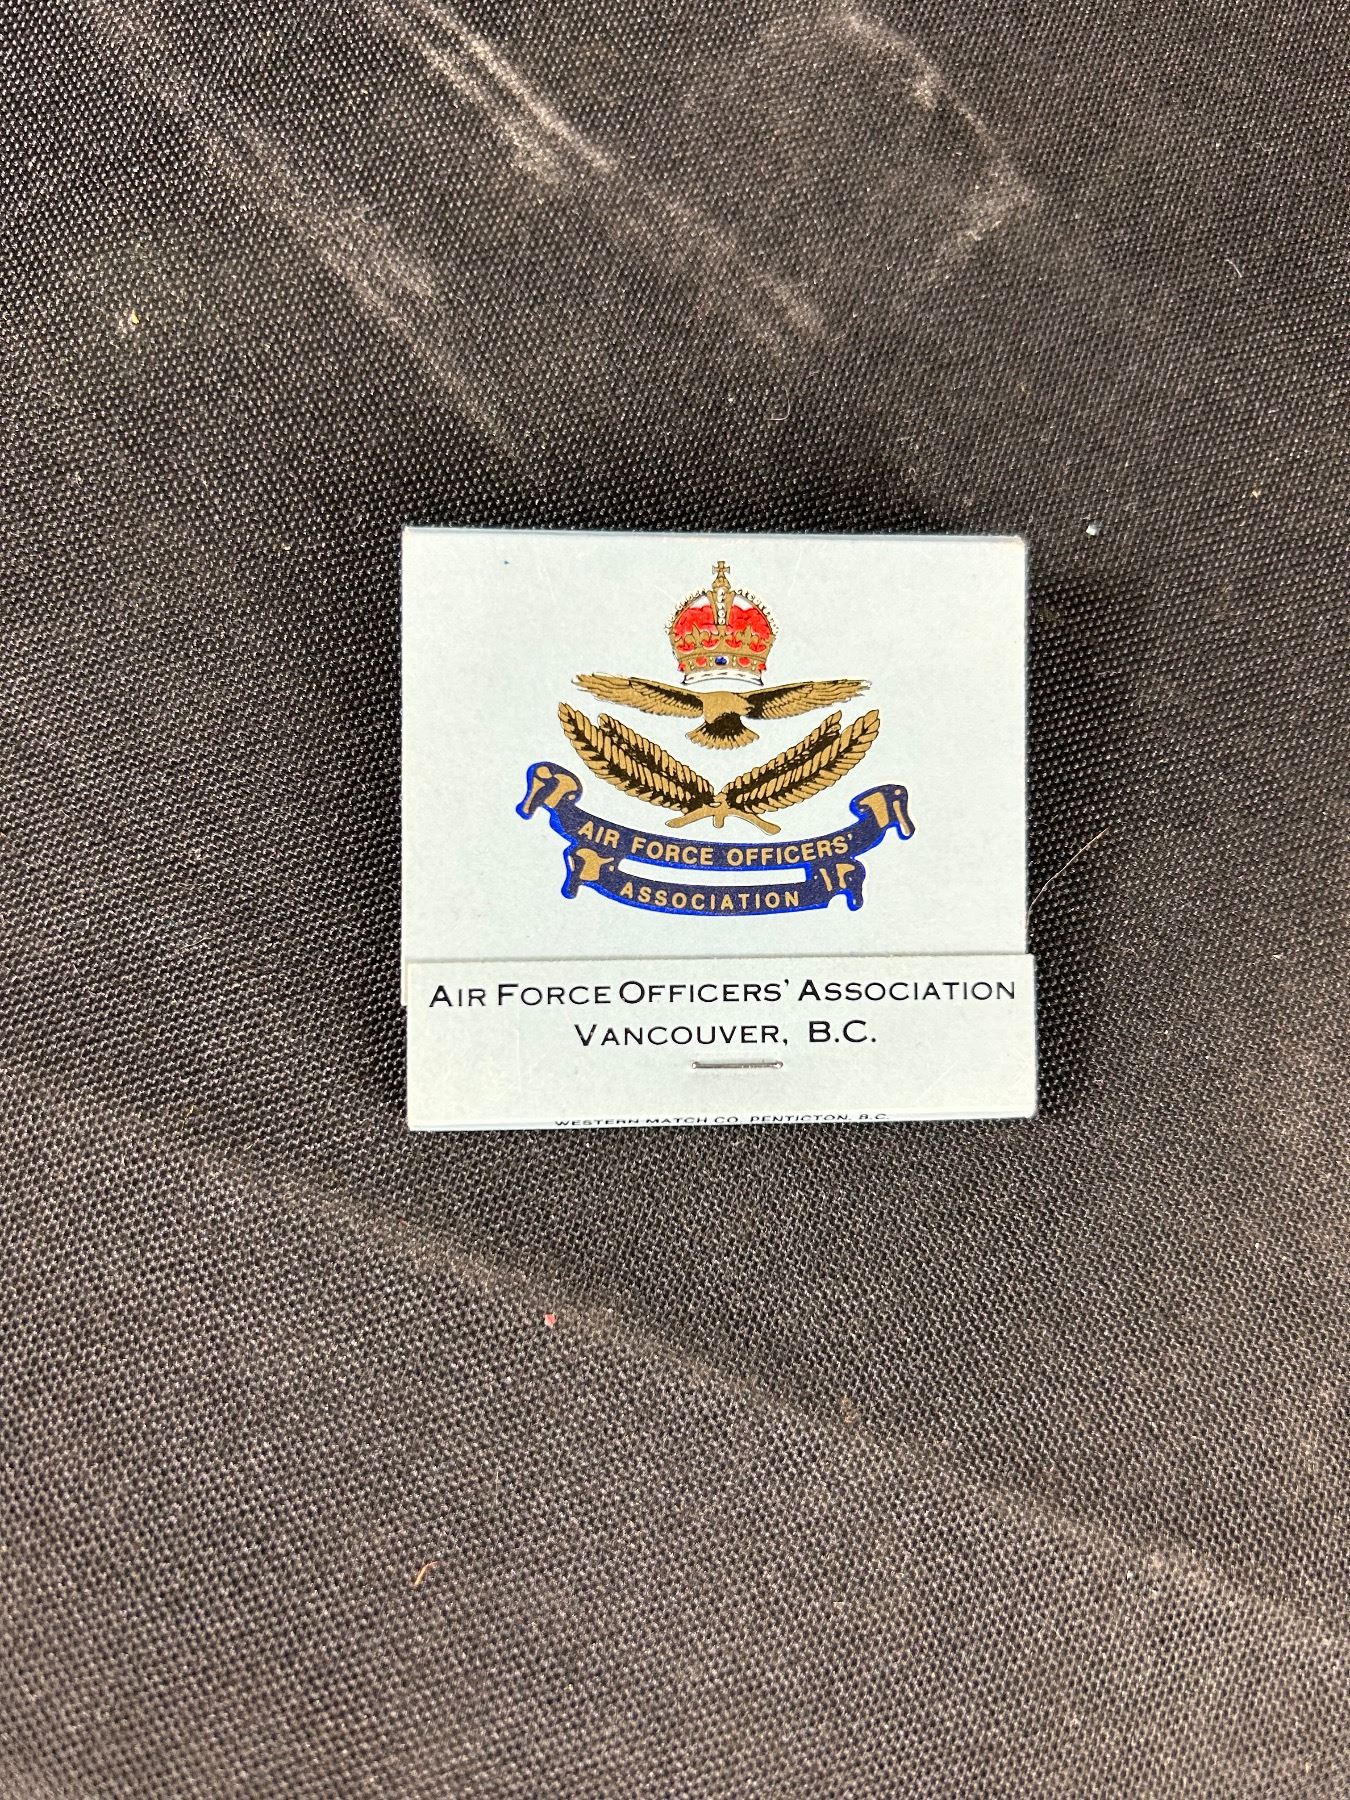 AIR FORCE OFFICERS'
ASSOCIATION
AIR FORCE OFFICERS' ASSOCIATION
VANCOUVER, B.C.
WESTERN MATCH CO. PENTICTON, B.C.